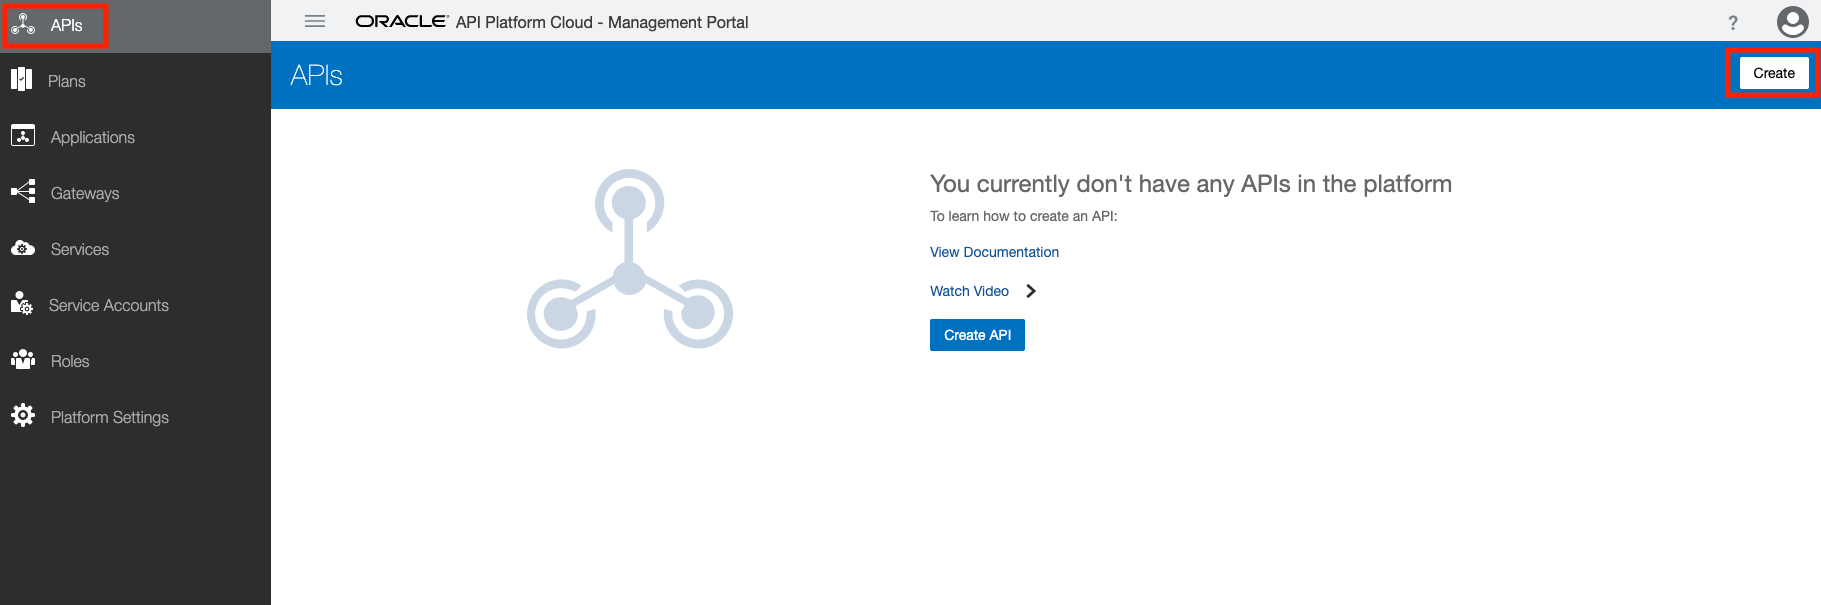 APIs
Plans
Applications
Gateways
Services
Service Accounts
Roles
Platform Settings
ORACLE API Platform Cloud - Management Portal
?
APIs
Create
You currently don't have any APIs in the platform
To learn how to create an API:
View Documentation
Watch Video
Create API